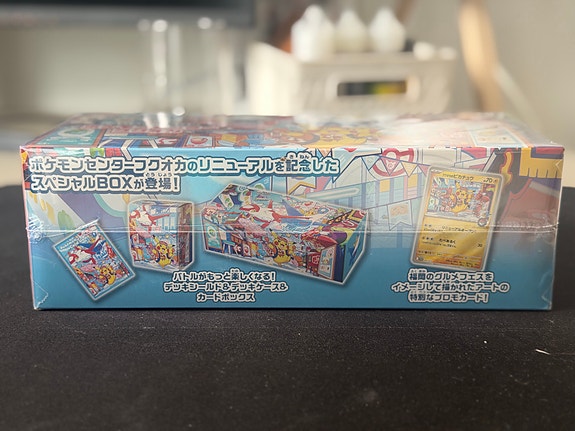 ポケモンセンターフクオカのリニューアルを記念した
スペシャルBOXが登場！
バトルがもっと楽しくなる！
デッキシールド&デッキケース&
カードボックス
福岡のグルメフェスを
イメージして描かれたアートの
特別なプロモカード！